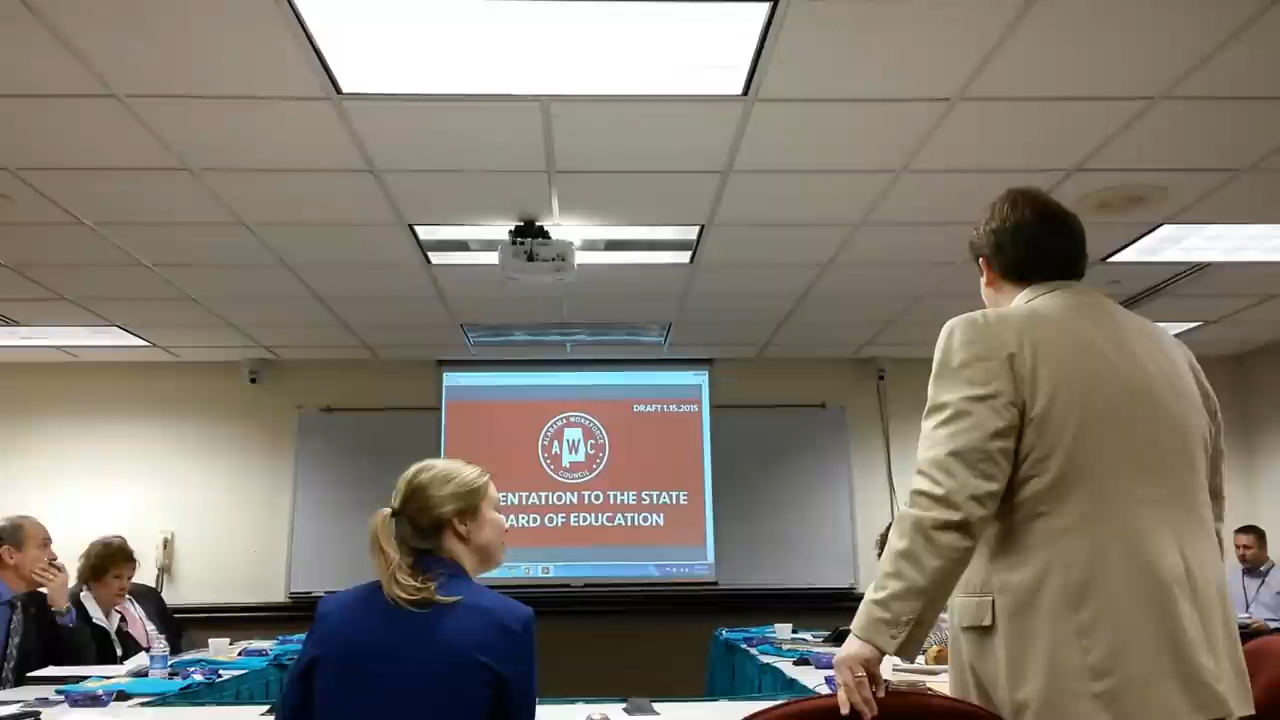 DRAFT 1.15.2015
ALABAMA WORKFORCE
AWC
COUNCIL
ENTATION TO THE STATE
ARD OF EDUCATION